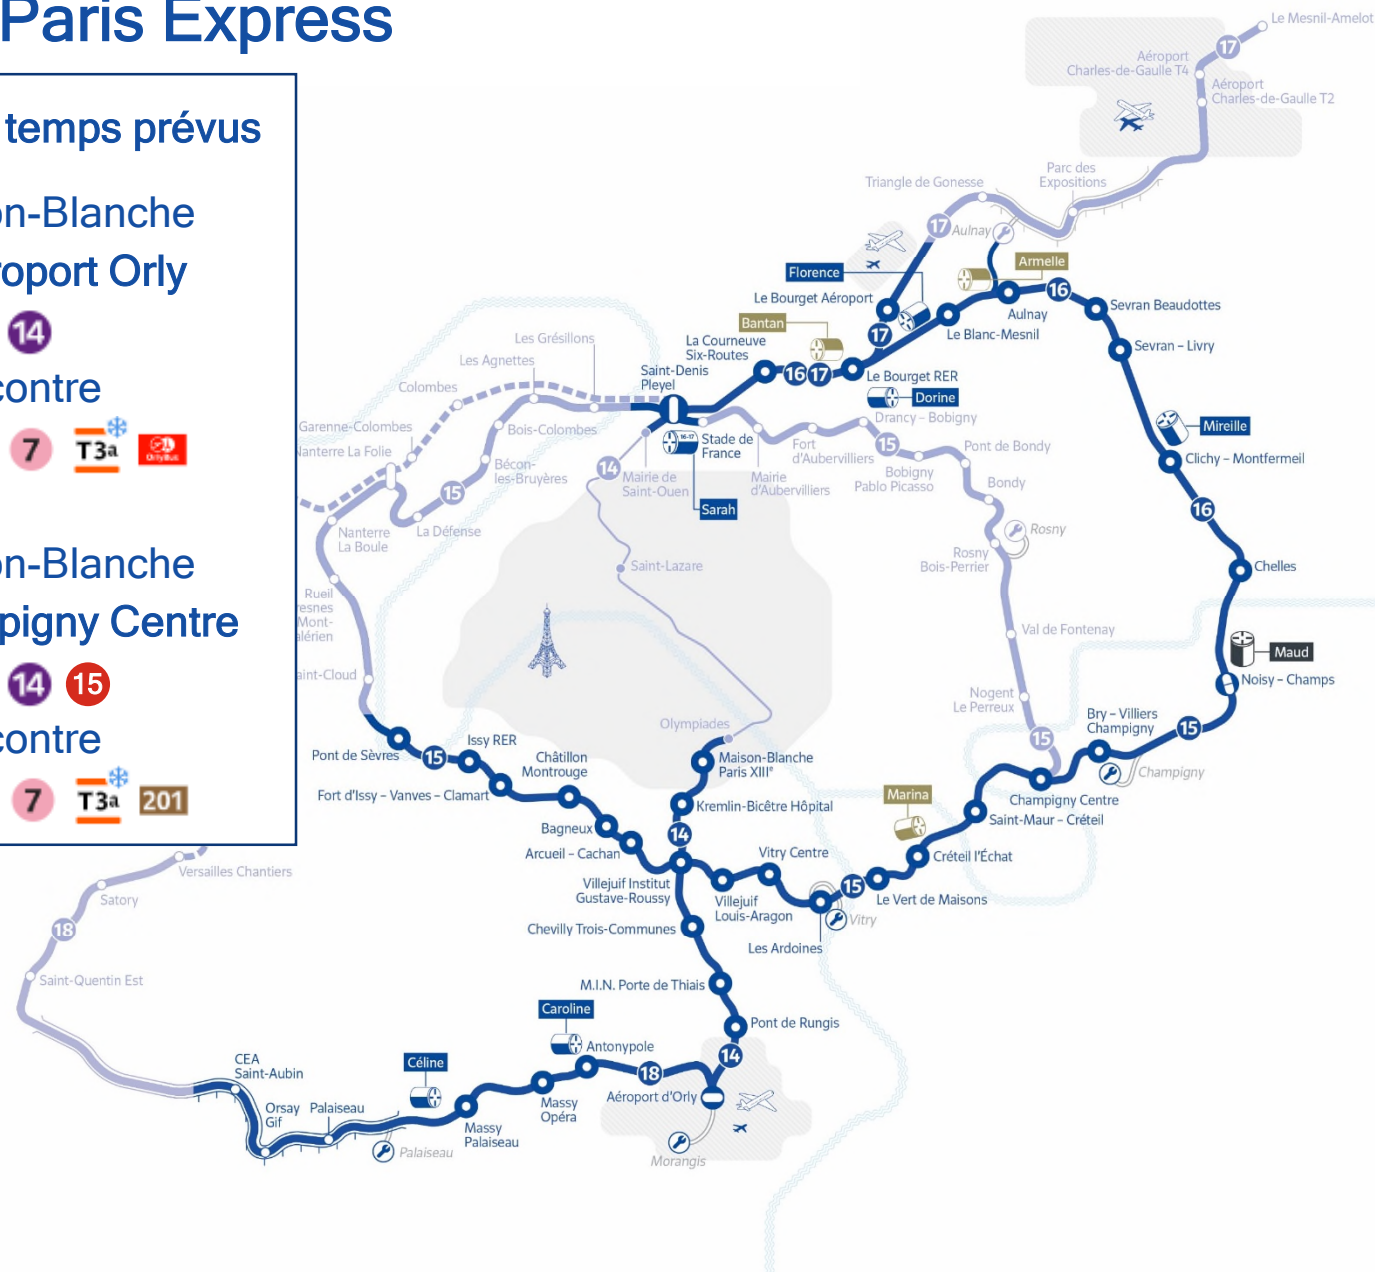 Paris Express
temps prévus
on-Blanche
roport Orly
14
contre
7 T3a OrlyBus
on-Blanche
pigny Centre
14 15
contre
7 T3a 201
Le Mesnil-Amelot
17
Aéroport
Charles-de-Gaulle T4
Aéroport
Charles-de-Gaulle T2
Parc des
Expositions
Triangle de Gonesse
17
Aulnay
Armelle
Florence
16
Le Bourget Aéroport
Sevran Beaudottes
Aulnay
Bantan
Le Blanc-Mesnil
17
La Courneuve
Six-Routes
Sevran – Livry
Les Grésillons
Les Agnettes
Saint-Denis
Pleyel
16 17
Le Bourget RER
Dorine
Colombes
Drancy – Bobigny
Mireille
Garenne-Colombes
Bois-Colombes
16-17
Stade de
France
Fort
d'Aubervilliers
15
Pont de Bondy
Nanterre La Folie
Bécon-
les-Bruyères
14
Mairie de
Saint-Ouen
Mairie
d'Aubervilliers
Bobigny
Pablo Picasso
Clichy – Montfermeil
15
Bondy
Sarah
16
La Défense
Nanterre
La Boule
Rosny
Rosny
Bois-Perrier
Saint-Lazare
Chelles
Rueil
resnes
Mont-
alérien
Val de Fontenay
Maud
aint-Cloud
Noisy – Champs
Nogent
Le Perreux
Olympiades
Bry – Villiers
Champigny
15
15
Issy RER
Pont de Sèvres
15
Châtillon
Montrouge
Maison-Blanche
Paris XIIIe
Champigny
Fort d'Issy – Vanves – Clamart
Marina
Champigny Centre
Kremlin-Bicêtre Hôpital
Saint-Maur – Créteil
Bagneux
14
Arcueil – Cachan
Vitry Centre
Créteil l'Échat
Versailles Chantiers
Villejuif Institut
Gustave-Roussy
15
Satory
Villejuif
Louis-Aragon
Le Vert de Maisons
18
Chevilly Trois-Communes
Vitry
Les Ardoines
Saint-Quentin Est
M.I.N. Porte de Thiais
Caroline
Pont de Rungis
Antonypole
14
CEA
Saint-Aubin
Céline
18
Aéroport d'Orly
Orsay
Gif
Palaiseau
Massy
Opéra
Massy
Palaiseau
Palaiseau
Morangis